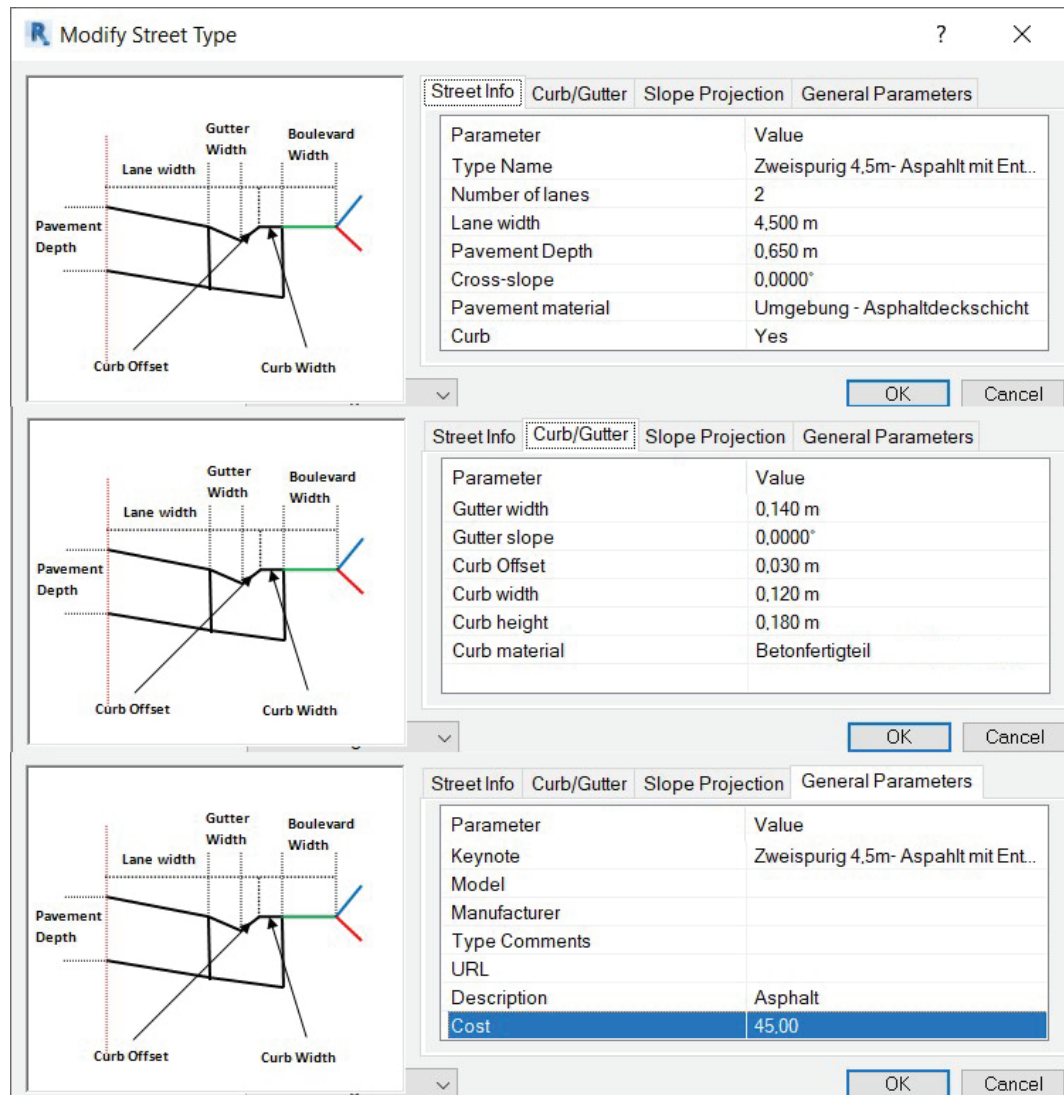 Modify Street Type ? X
Street Info Curb/Gutter Slope Projection General Parameters
Parameter Value
Type Name Zweispurig 4,5m- Aspahlt mit Ent...
Number of lanes 2
Lane width 4,500 m
Pavement Depth 0,650 m
Cross-slope 0,0000°
Pavement material Umgebung - Asphaltdeckschicht
Curb Yes
Gutter Boulevard
Width Width
Lane width
Pavement
Depth
Curb Offset Curb Width
OK Cancel
Street Info Curb/Gutter Slope Projection General Parameters
Parameter Value
Gutter width 0,140 m
Gutter slope 0,0000°
Curb Offset 0,030 m
Curb width 0,120 m
Curb height 0,180 m
Curb material Betonfertigteil
Gutter Boulevard
Width Width
Lane width
Pavement
Depth
Curb Offset Curb Width
OK Cancel
Street Info Curb/Gutter Slope Projection General Parameters
Parameter Value
Keynote Zweispurig 4,5m- Aspahlt mit Ent...
Model
Manufacturer
Type Comments
URL
Description Asphalt
Cost 45,00
Gutter Boulevard
Width Width
Lane width
Pavement
Depth
Curb Offset Curb Width
OK Cancel